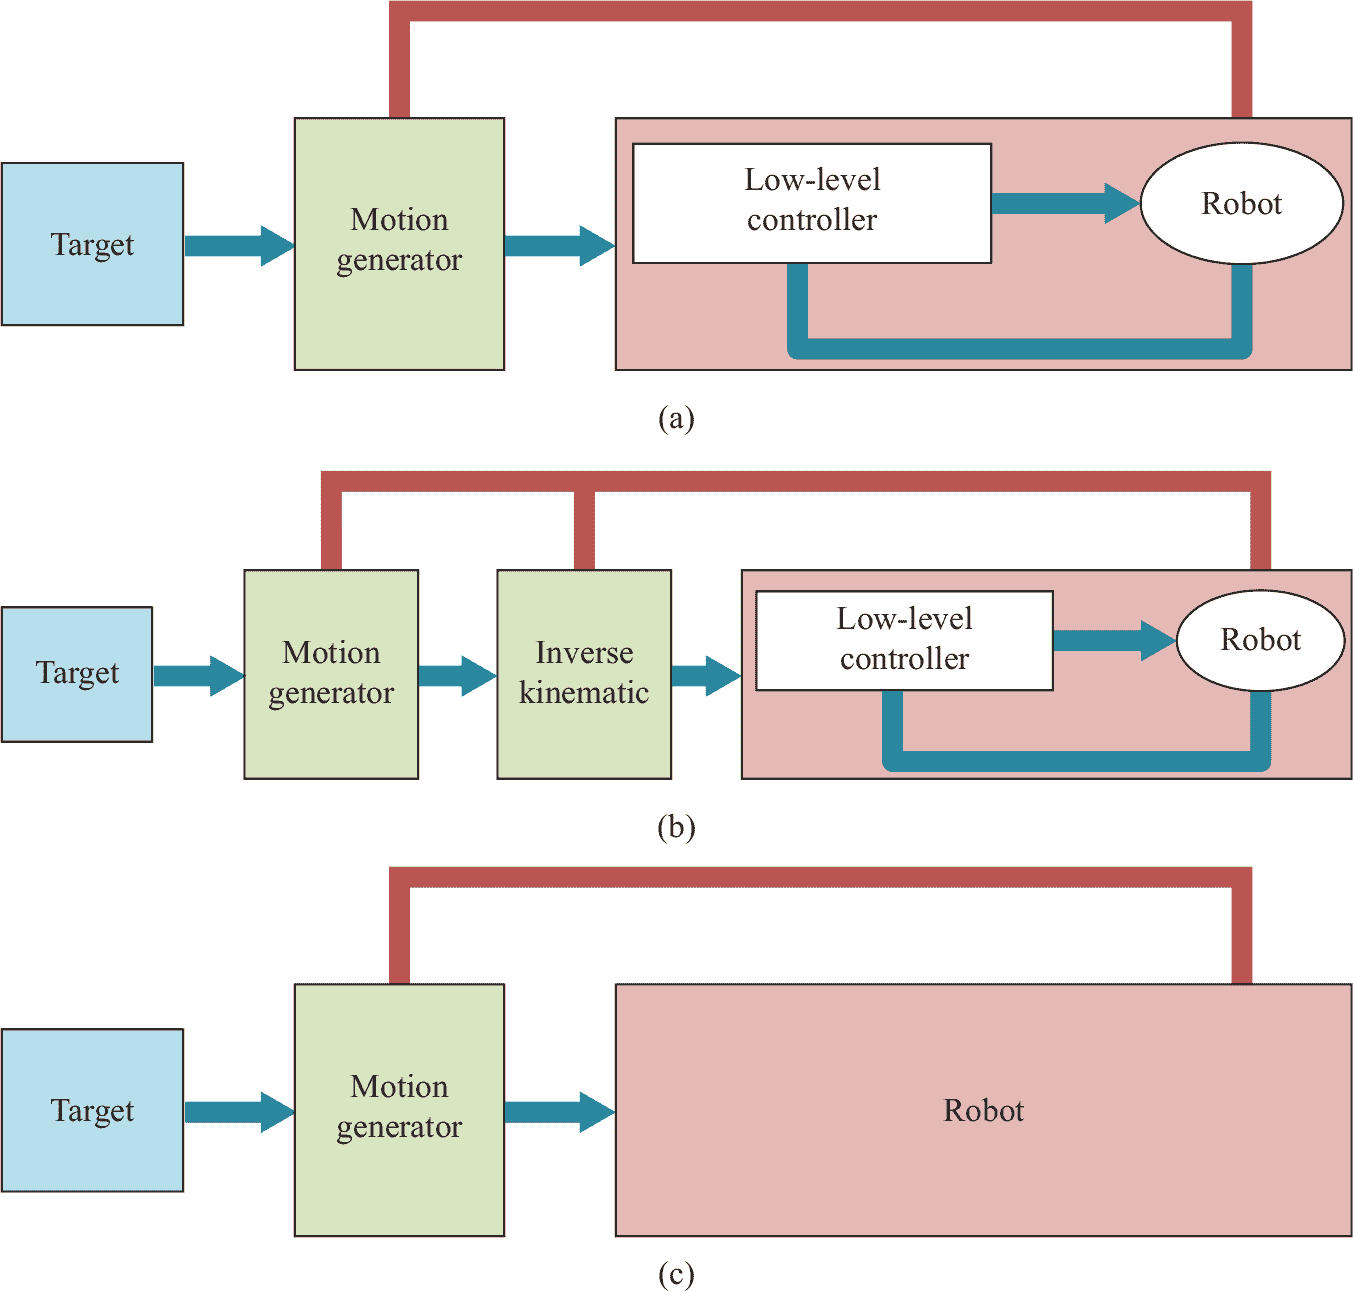 Target
Motion
generator
Low-level
controller
Robot
(a)
Target
Motion
generator
Inverse
kinematic
Low-level
controller
Robot
(b)
Target
Motion
generator
Robot
(c)